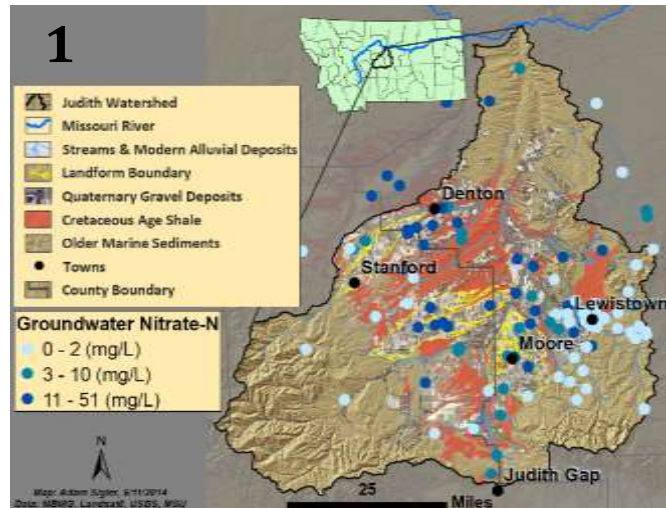 1
Judith Watershed
Missouri River
Streams & Modern Alluvial Deposits
Landform Boundary
Quaternary Gravel Deposits
Cretaceous Age Shale
Older Marine Sediments
Towns
County Boundary
Groundwater Nitrate-N
0 - 2 (mg/L)
3 - 10 (mg/L)
11 - 51 (mg/L)
Denton
Stanford
Lewistown
Moore
Judith Gap
N
25
Miles
Map: Adam Sigler, 5/11/2014
Data: MBMG, Landsat, USGS, MSU